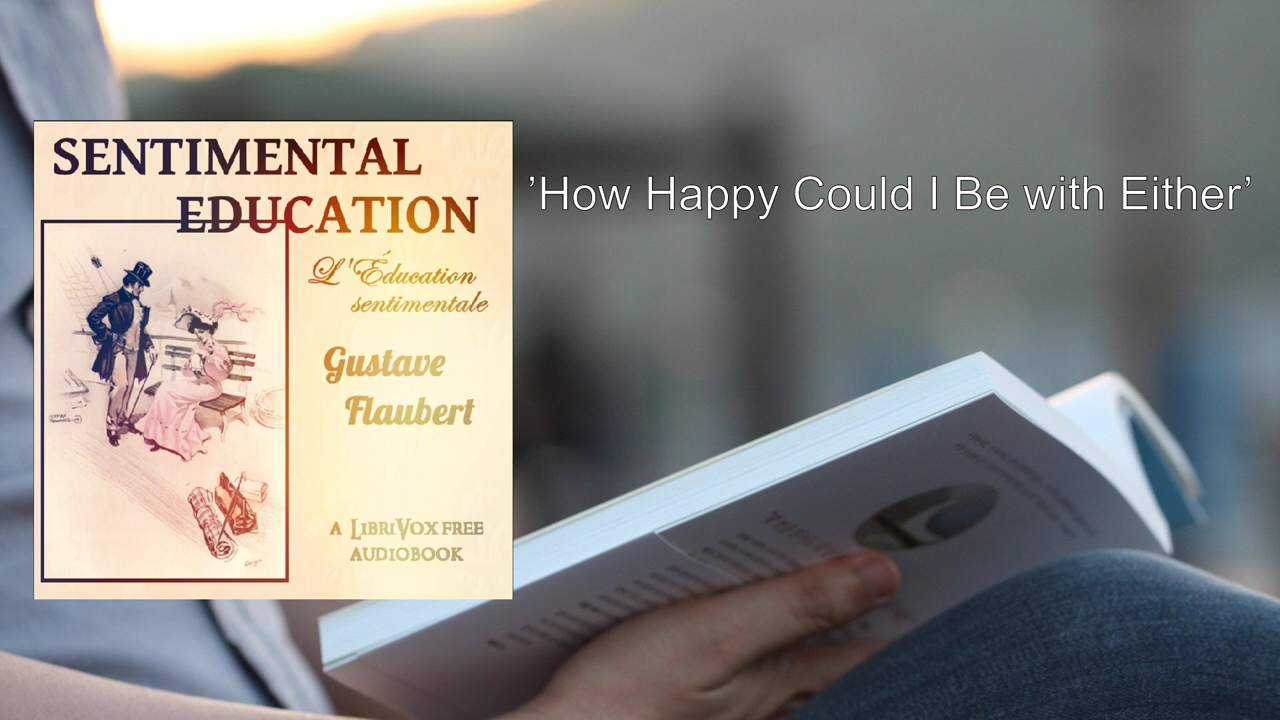 SENTIMENTAL
EDUCATION
L'Éducation
sentimentale
Gustave
Flaubert
A LIBRIVOX FREE
AUDIOBOOK
’How Happy Could I Be with Either’